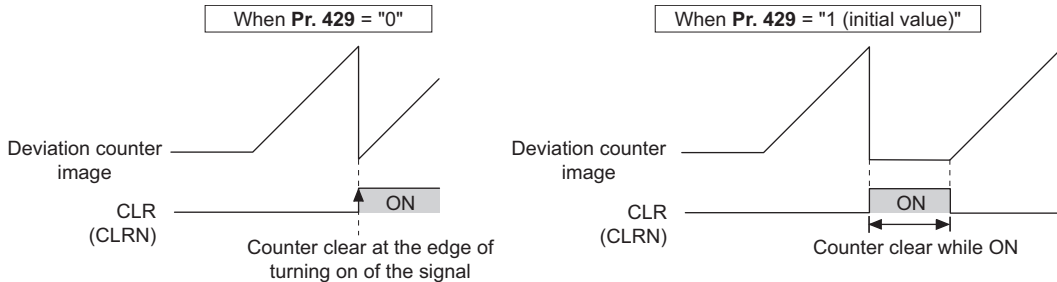 When Pr. 429 = "0"
Deviation counter
image
CLR
(CLRN)
ON
Counter clear at the edge of
turning on of the signal
When Pr. 429 = "1 (initial value)"
Deviation counter
image
CLR
(CLRN)
ON
Counter clear while ON